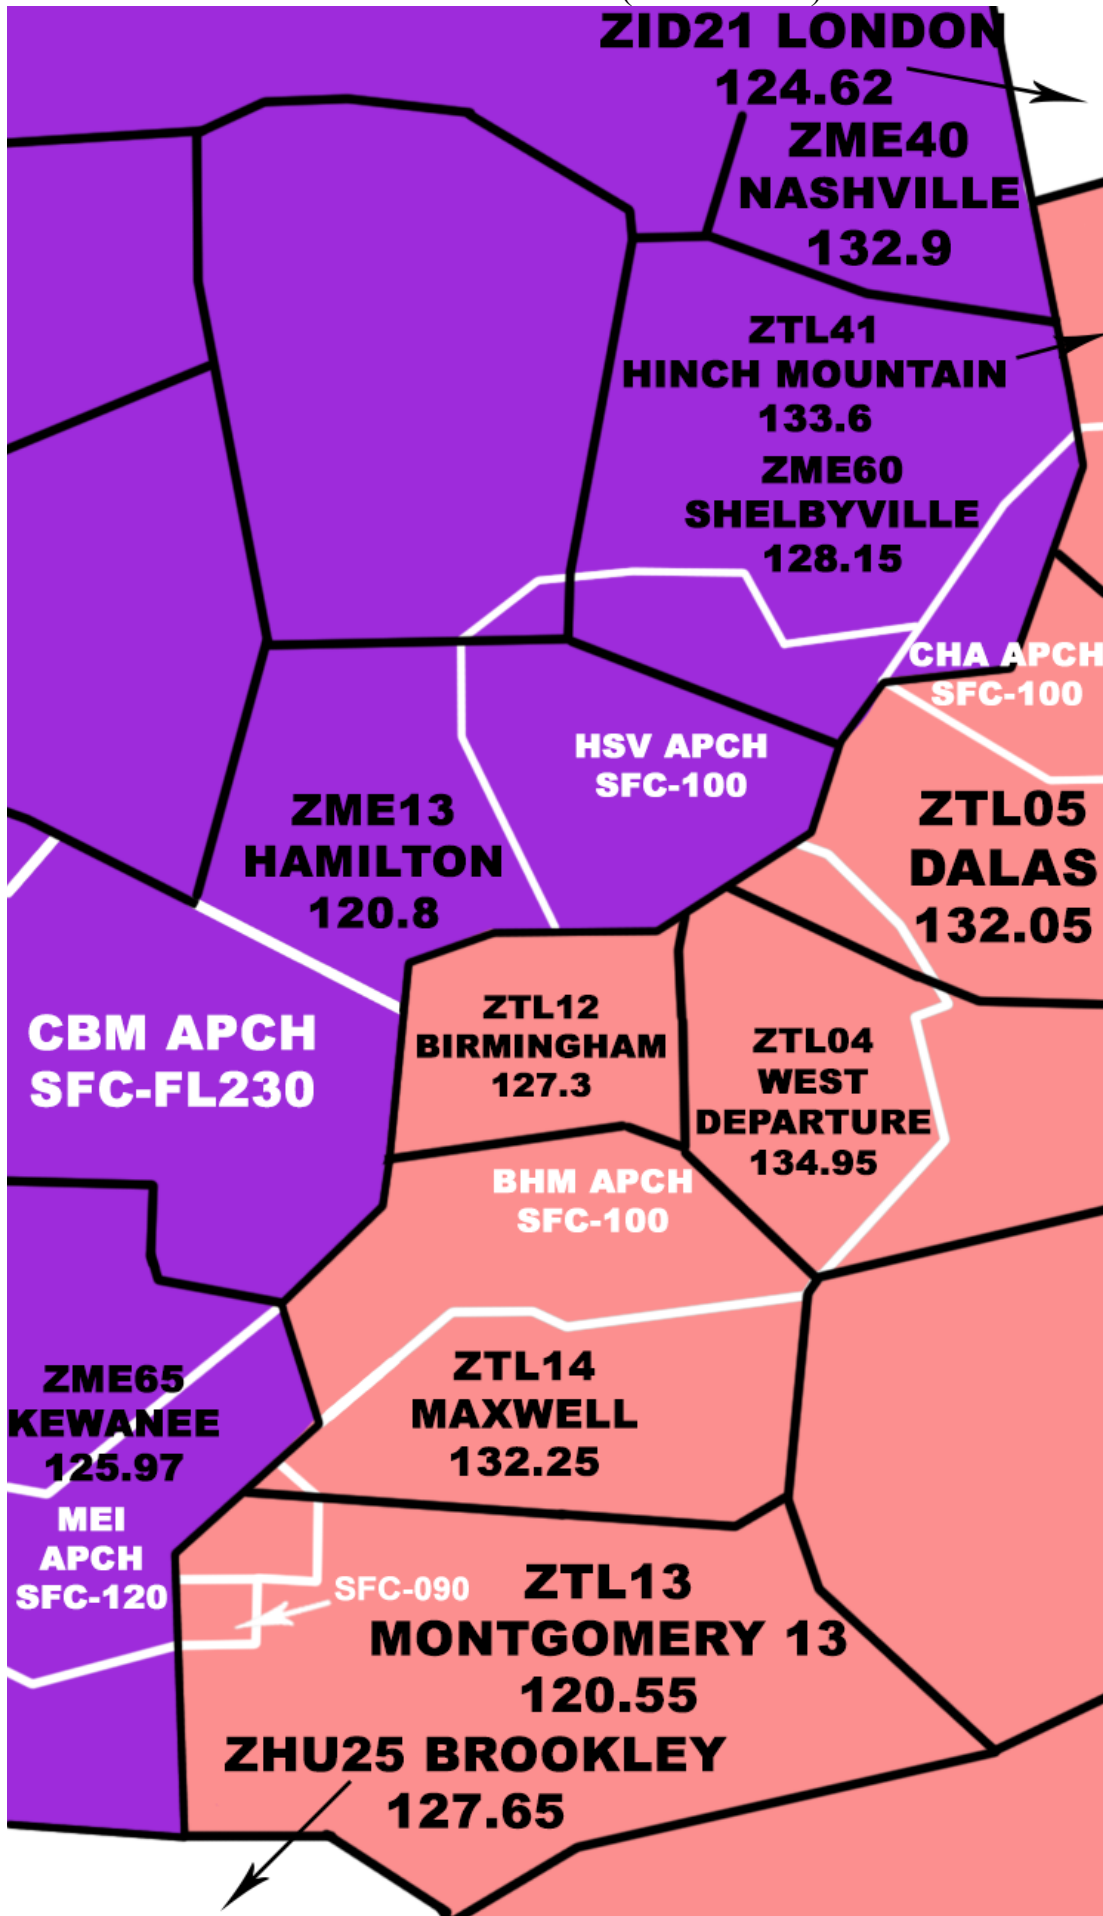 ZID21 LONDON
124.62
ZME40
NASHVILLE
132.9
ZTL41
HINCH MOUNTAIN
133.6
ZME60
SHELBYVILLE
128.15
CHA APCH
SFC-100
HSV APCH
SFC-100
ZME13
HAMILTON
120.8
ZTL05
DALAS
132.05
CBM APCH
SFC-FL230
ZTL12
BIRMINGHAM
127.3
ZTL04
WEST
DEPARTURE
134.95
BHM APCH
SFC-100
ZME65
KEWANEE
125.97
ZTL14
MAXWELL
132.25
MEI
APCH
SFC-120
SFC-090
ZTL13
MONTGOMERY 13
120.55
ZHU25 BROOKLEY
127.65